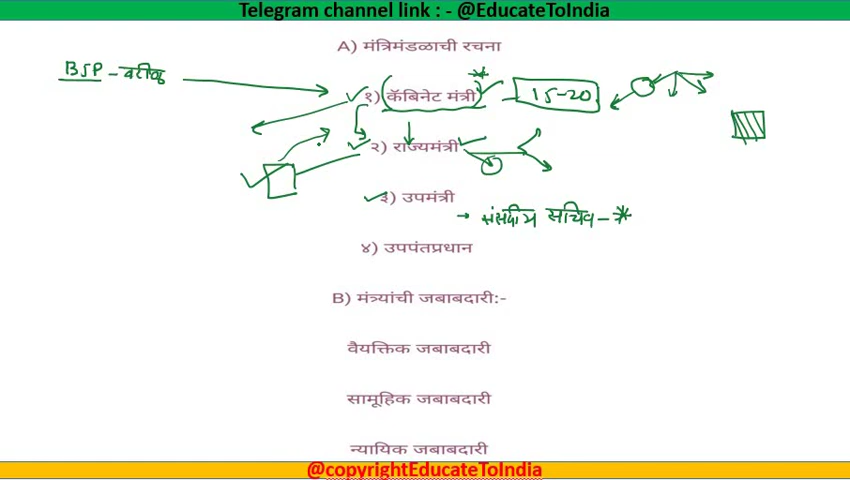 Telegram channel link : - @EducateToIndia
A) मंत्रिमंडळाची रचना
BJP - वरीष्ठ
१) कॅबिनेट मंत्री 15-20
२) राज्यमंत्री
३) उपमंत्री
→ संसदीय सचिव - *
४) उपपंतप्रधान
B) मंत्र्यांची जबाबदारी:-
वैयक्तिक जबाबदारी
सामूहिक जबाबदारी
न्यायिक जबाबदारी
@copyrightEducateToIndia